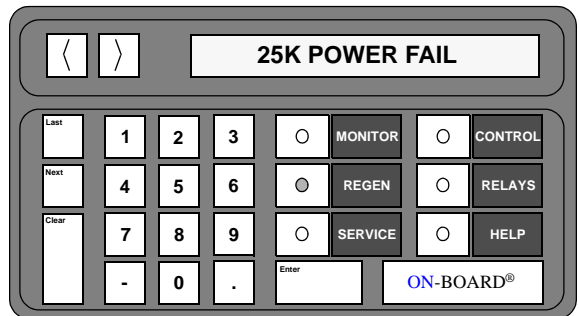 〈 〉 25K POWER FAIL
Last 1 2 3 MONITOR CONTROL
Next 4 5 6 REGEN RELAYS
Clear 7 8 9 SERVICE HELP
- 0 . Enter ON-BOARD®